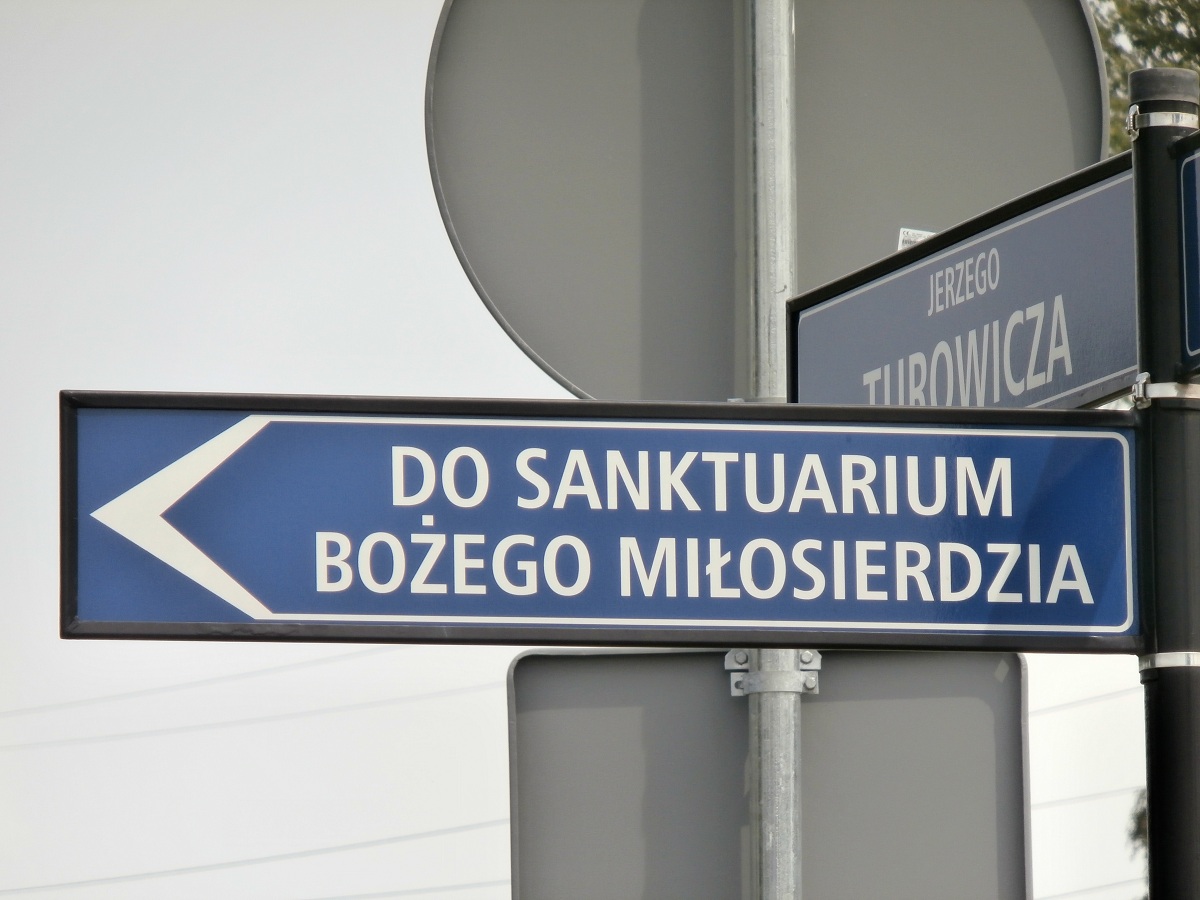 JERZEGO
TUROWICZA
DO SANKTUARIUM
BOŻEGO MIŁOSIERDZIA